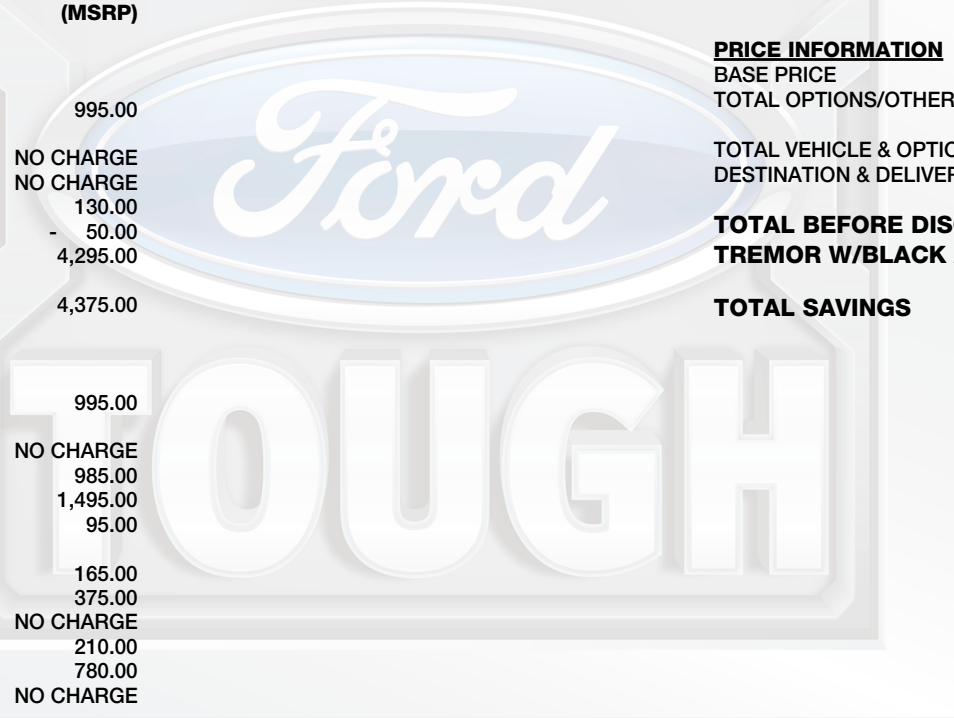 (MSRP)
995.00
NO CHARGE
NO CHARGE
130.00
- 50.00
4,295.00
4,375.00
995.00
NO CHARGE
985.00
1,495.00
95.00
165.00
375.00
NO CHARGE
210.00
780.00
NO CHARGE
PRICE INFORMATION
BASE PRICE
TOTAL OPTIONS/OTHER
TOTAL VEHICLE & OPTIO
DESTINATION & DELIVER
TOTAL BEFORE DIS
TREMOR W/BLACK
TOTAL SAVINGS
Ford
TOUGH